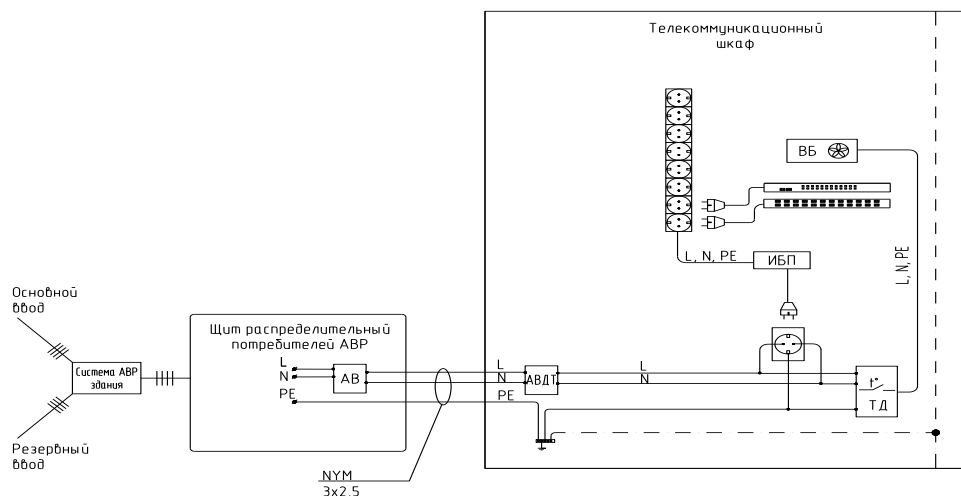 Телекоммуникационный
шкаф
ВБ
L, N, PE
ИБП
L, N, PE
Основной
ввод
Щит распределительный
потребителей АВР
Система АВР
здания
L
N
PE
АВ
L
N
PE
АВДТ
L
N
t°
ТД
Резервный
ввод
NYM
3х2.5